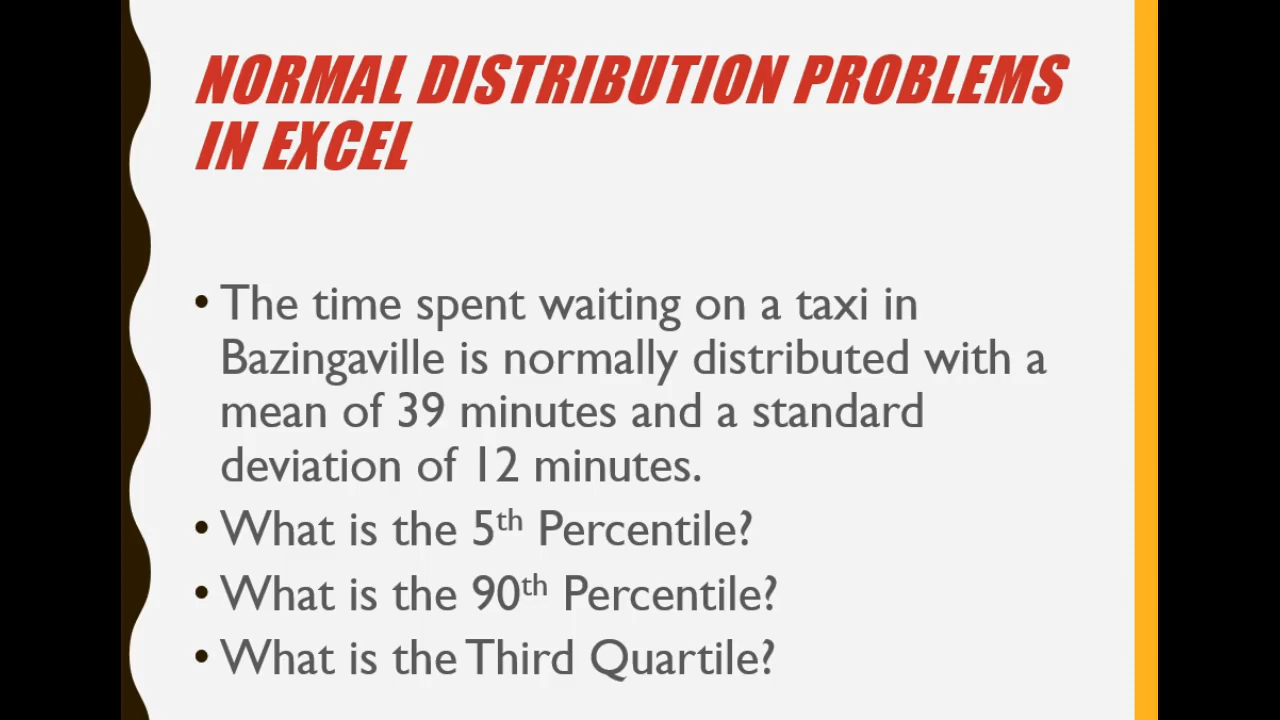 NORMAL DISTRIBUTION PROBLEMS
IN EXCEL
• The time spent waiting on a taxi in
Bazingaville is normally distributed with a
mean of 39 minutes and a standard
deviation of 12 minutes.
• What is the 5th Percentile?
• What is the 90th Percentile?
• What is the Third Quartile?